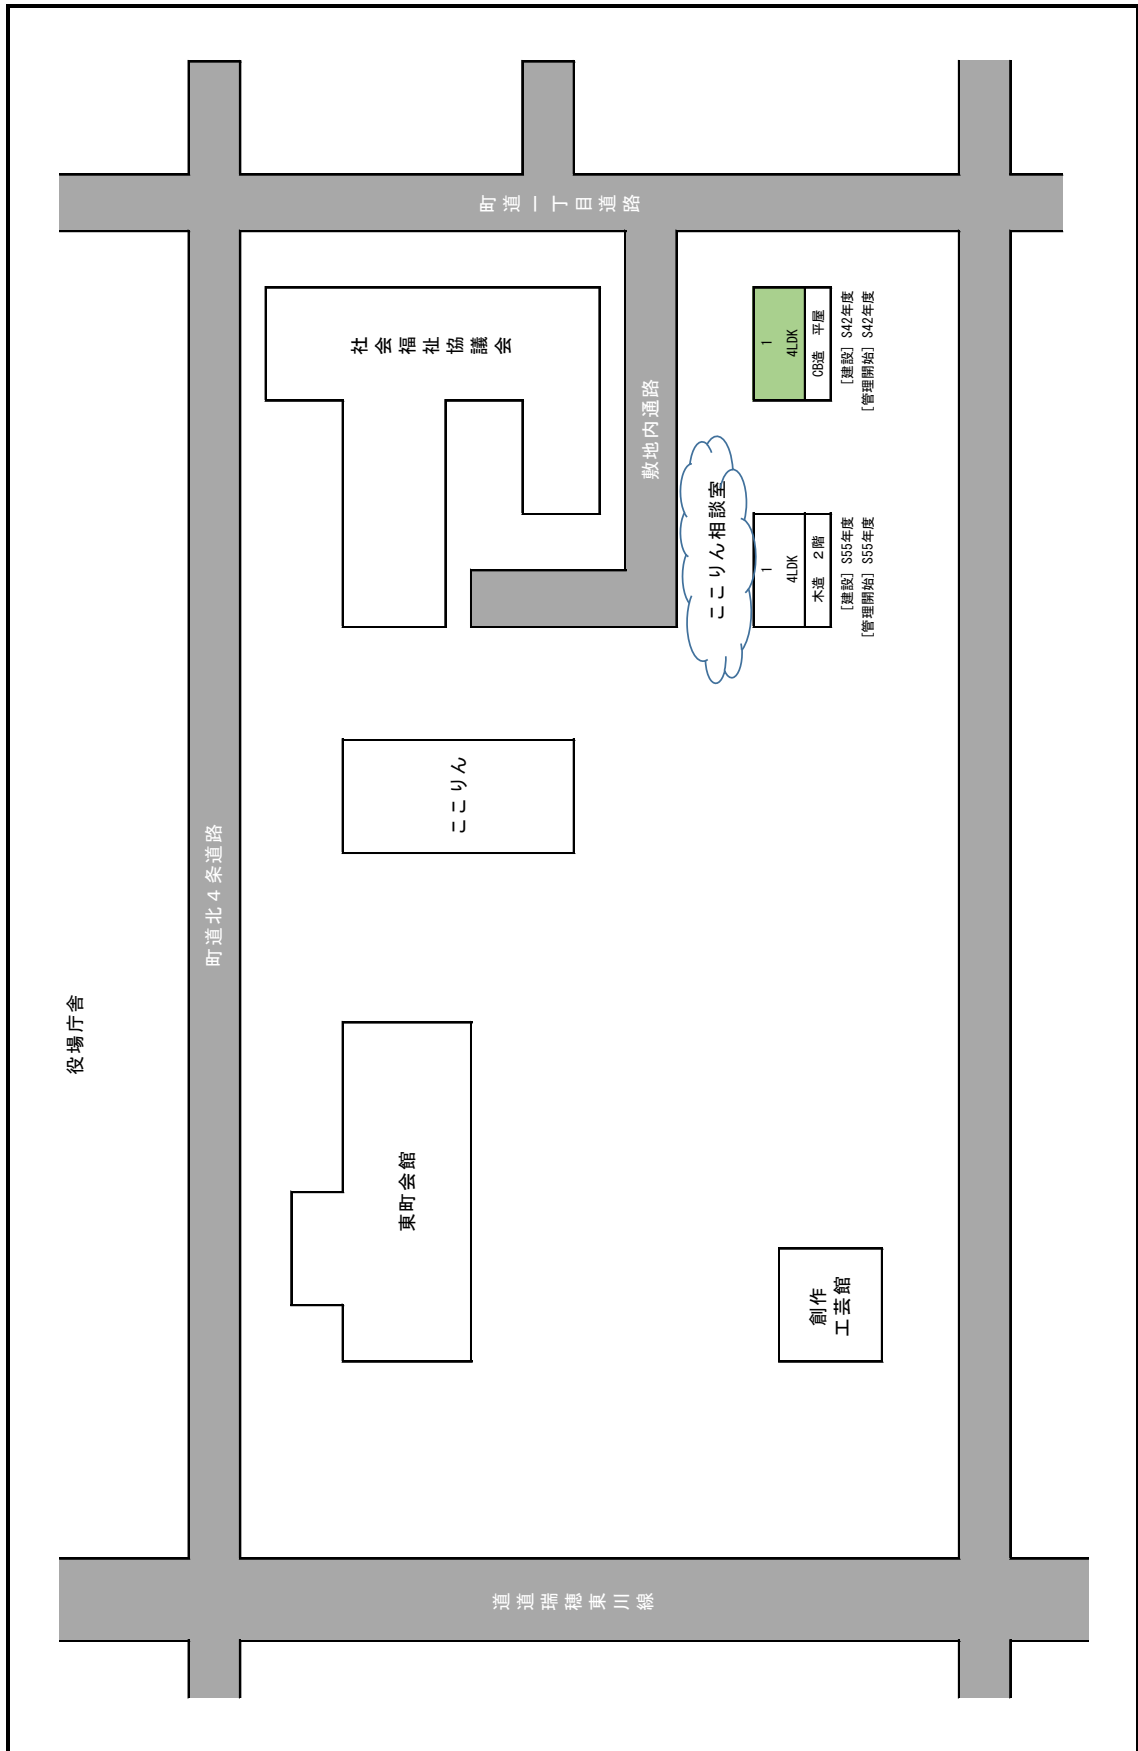 町道一丁目道路
社会福祉協議会
敷地内通路
1
4LDK
CB造　平屋
[建設] S42年度
[管理開始] S42年度
ここりん相談室
1
4LDK
木造　２階
[建設] S55年度
[管理開始] S55年度
ここりん
町道北４条道路
役場庁舎
東町会館
創作
工芸館
道道瑞穂東川線